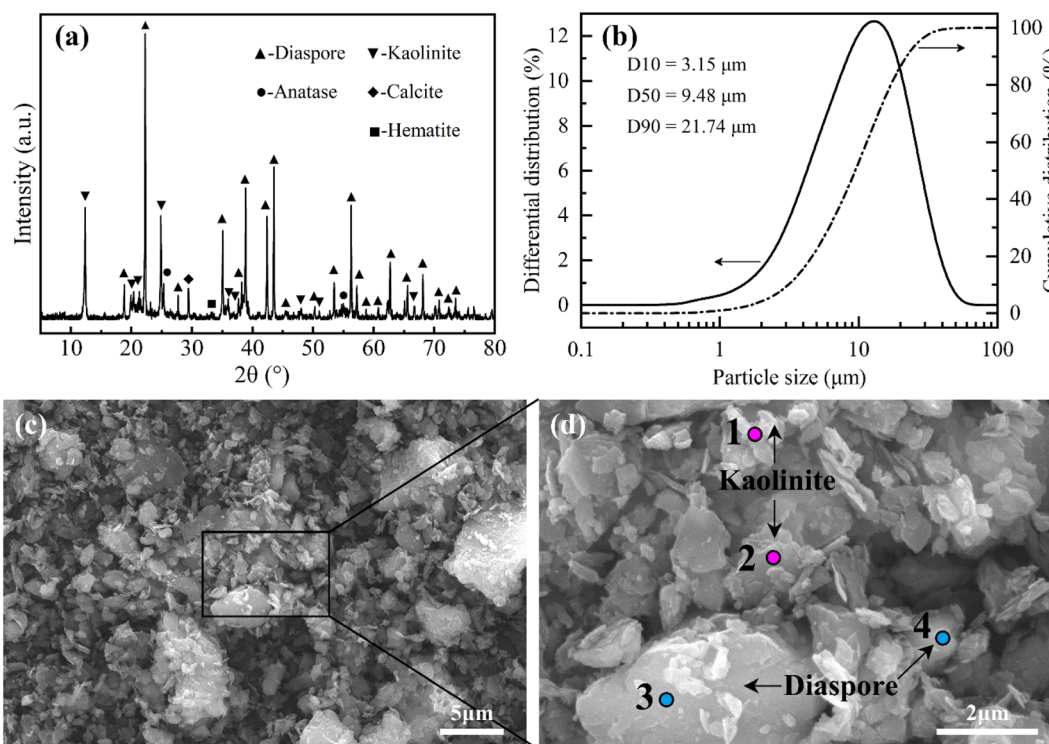 (a)
▲-Diaspore ▼-Kaolinite
●-Anatase ◆-Calcite
■-Hematite
Intensity (a.u.)
10 20 30 40 50 60 70 80
2θ (°)
(b)
D10 = 3.15 μm
D50 = 9.48 μm
D90 = 21.74 μm
Differential distribution (%)
12
10
8
6
4
2
0
100
80
60
40
20
0
Cumulative distribution (%)
0.1 1 10 100
Particle size (μm)
(c)
5μm
(d)
1
Kaolinite
2
4
Diaspore
3
2μm